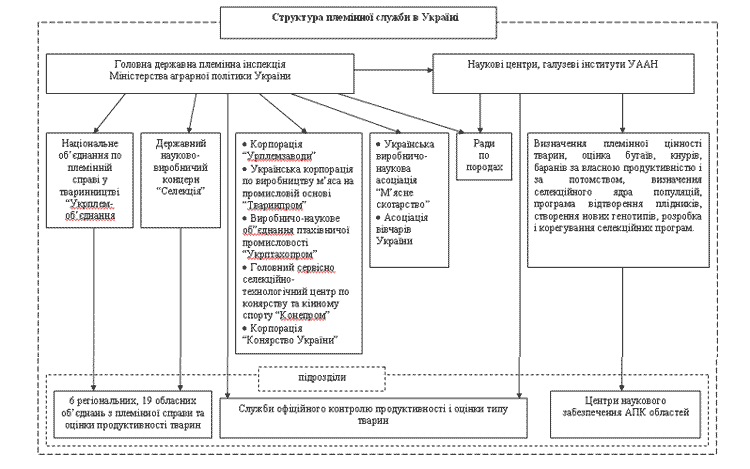 Структура племінної служби в Україні
Головна державна племінна інспекція
Міністерства аграрної політики України
Наукові центри, галузеві інститути УААН
Національне
об’єднання по
племінній
справі у
тваринництві
“Укрплем-
об’єднання
Державний
науково-
виробничий
концерн
“Селекція”
● Корпорація
“Урплемзаводи”
● Українська корпорація
по виробництву м’яса на
промисловій основі
“Тваринпром”
● Виробничо-наукове
об’єднання птахівничої
промисловості
“Укрптахопром”
● Головний сервісно
селекційно-
технологічний центр по
конярству та кінному
спорту “Конепром”
● Корпорація
“Конярство України”
● Українська
виробничо-
наукова
асоціація
“М’ясне
скотарство”
● Асоціація
вівчарів
України
Ради
по
породах
Визначення племінної цінності
тварин, оцінка бугаїв, кнурів,
баранів за власною продуктивністю і
за потомством, визначення
селекційного ядра популяцій,
програма відтворення плідників,
створення нових генотипів, розробка
і корегування селекційних програм.
підрозділи
6 регіональних, 19 обласних
об’єднань з племінної справи та
оцінки продуктивності тварин
Служби офіційного контролю продуктивності і оцінки типу
тварин
Центри наукового
забезпечення АПК областей